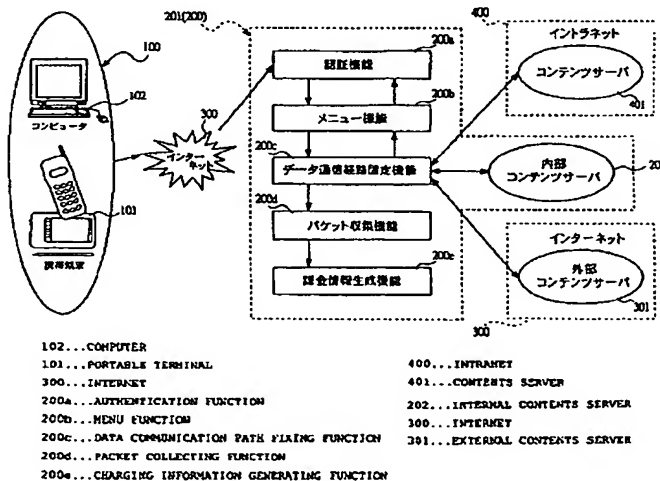 201(200)
200a
400
100
イントラネット
認証機能
コンテンツサーバ
102
200b
300
401
コンピュータ
メニュー機能
200c
インターネット
データ通信経路固定機能
内部
コンテンツサーバ
20
200d
101
パケット収集機能
インターネット
200e
外部
コンテンツサーバ
携帯端末
課金情報生成機能
301
300
102...COMPUTER
101...PORTABLE TERMINAL
300...INTERNET
200a...AUTHENTICATION FUNCTION
200b...MENU FUNCTION
200c...DATA COMMUNICATION PATH FIXING FUNCTION
200d...PACKET COLLECTING FUNCTION
200e...CHARGING INFORMATION GENERATING FUNCTION
400...INTRANET
401...CONTENTS SERVER
202...INTERNAL CONTENTS SERVER
300...INTERNET
301...EXTERNAL CONTENTS SERVER